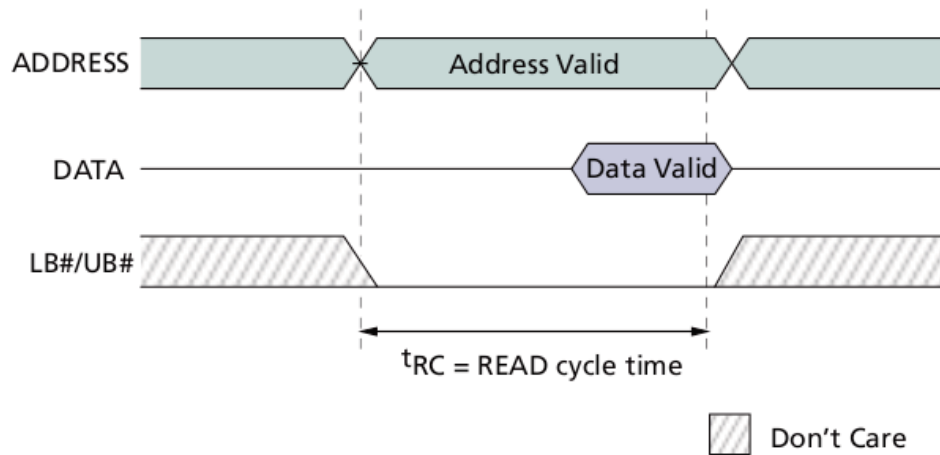 ADDRESS
Address Valid
DATA
Data Valid
LB#/UB#
tRC = READ cycle time
Don't Care